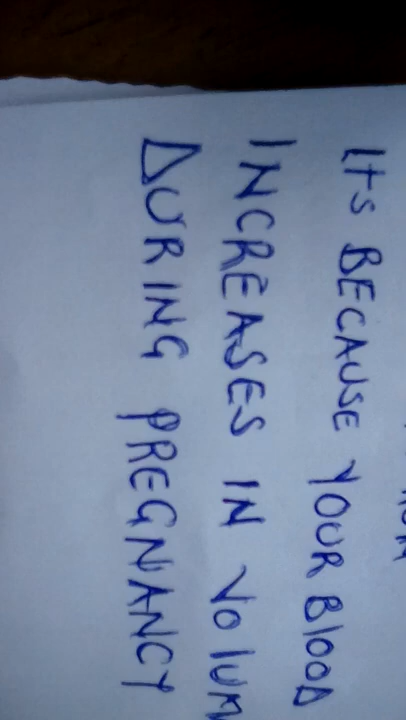 Its BECAUSE YOUR BlOOD
INCREASES IN VOlUM
DURING PREGNANCY